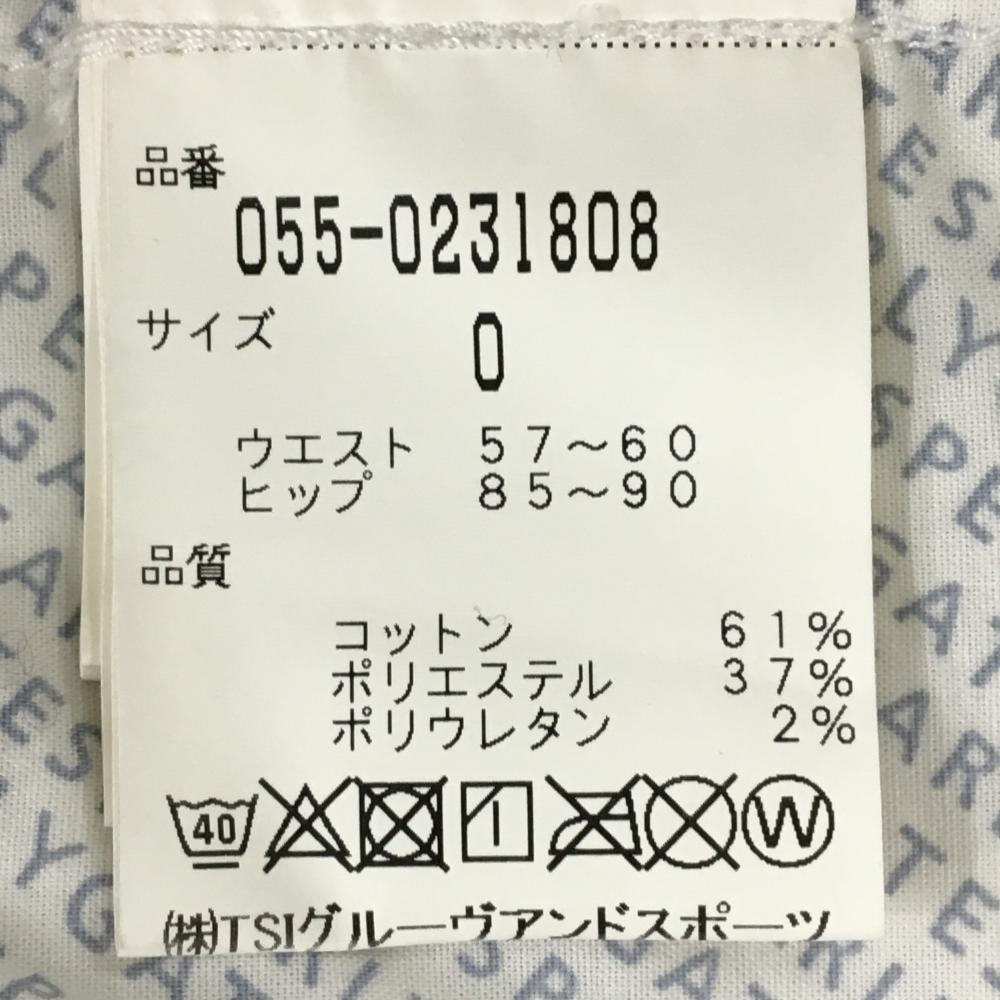 品番
055-0231808
サイズ 0
ウエスト 57～60
ヒップ 85～90
品質
コットン 61%
ポリエステル 37%
ポリウレタン 2%
40 W
(株)TSIグルーヴアンドスポーツ